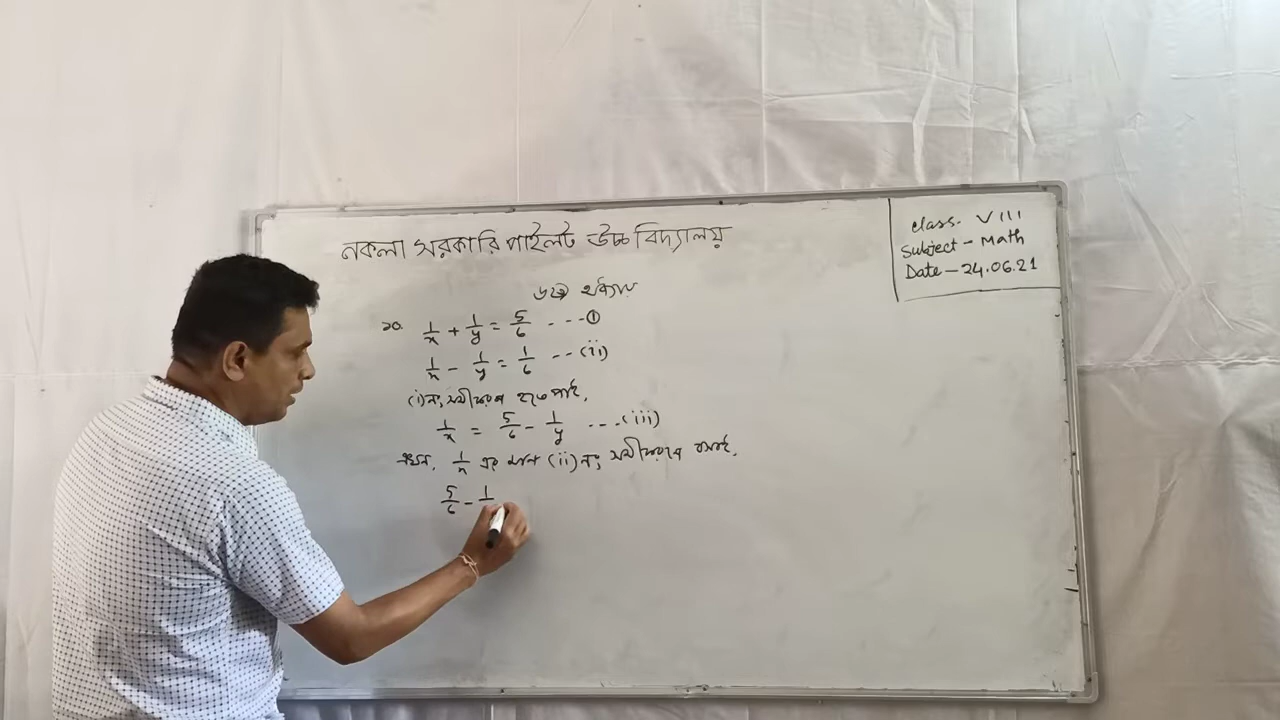 নকলা সরকারি পাইলট উচ্চ বিদ্যালয়
class. VIII
Subject - Math
Date - 24.06.21
ষষ্ঠ অধ্যায়
১০. 1/x + 1/y = 5/6 ---①
1/x - 1/y = 1/6 --(ii)
(i) নং সমীকরণ হতে পাই,
1/x = 5/6 - 1/y ---(iii)
এখন, 1/x এর মান (ii) নং সমীকরণে বসাই,
5/6 - 1